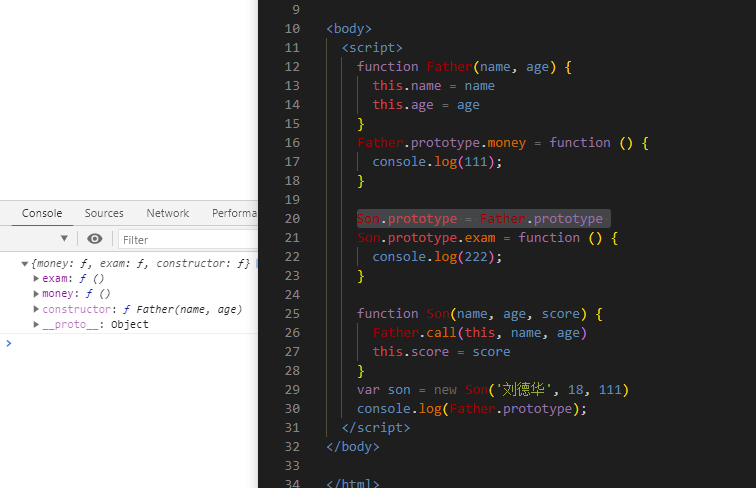 Console Sources Network Performa
Filter
{money: ƒ, exam: ƒ, constructor: ƒ}
exam: ƒ ()
money: ƒ ()
constructor: ƒ Father(name, age)
__proto__: Object
>
9
10 <body>
11 <script>
12 function Father(name, age) {
13 this.name = name
14 this.age = age
15 }
16 Father.prototype.money = function () {
17 console.log(111);
18 }
19
20 Son.prototype = Father.prototype
21 Son.prototype.exam = function () {
22 console.log(222);
23 }
24
25 function Son(name, age, score) {
26 Father.call(this, name, age)
27 this.score = score
28 }
29 var son = new Son('刘德华', 18, 111)
30 console.log(Father.prototype);
31 </script>
32 </body>
33
34 </html>